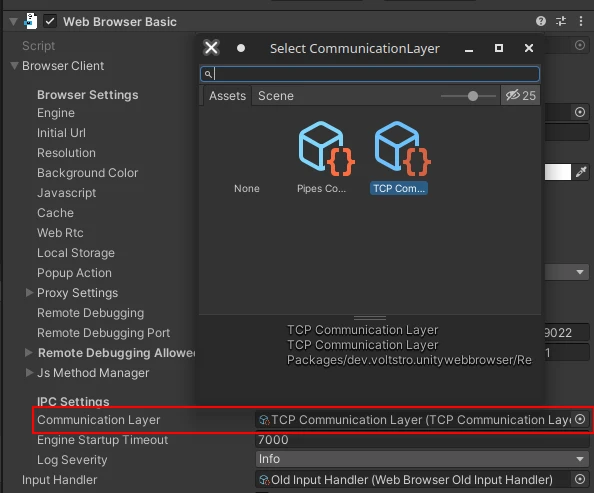 Web Browser Basic
Script
Browser Client
Select CommunicationLayer
Assets Scene 25
None Pipes Co... TCP Com...
TCP Communication Layer
TCP Communication Layer
Packages/dev.voltstro.unitywebbrowser/Re
Browser Settings
Engine
Initial Url
Resolution
Background Color
Javascript
Cache
Web Rtc
Local Storage
Popup Action
Proxy Settings
Remote Debugging
Remote Debugging Port 9022
Remote Debugging Allowe 1
Js Method Manager
IPC Settings
Communication Layer TCP Communication Layer (TCP Communication Laye
Engine Startup Timeout 7000
Log Severity Info
Input Handler Old Input Handler (Web Browser Old Input Handler)